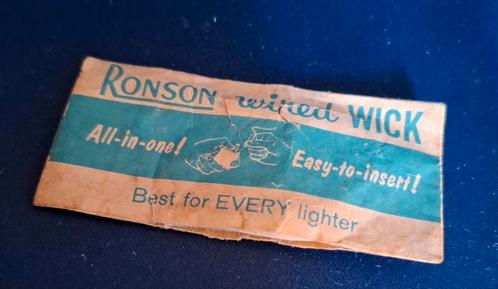 RONSON wired WICK
All-in-one! Easy-to-insert!
Best for EVERY lighter